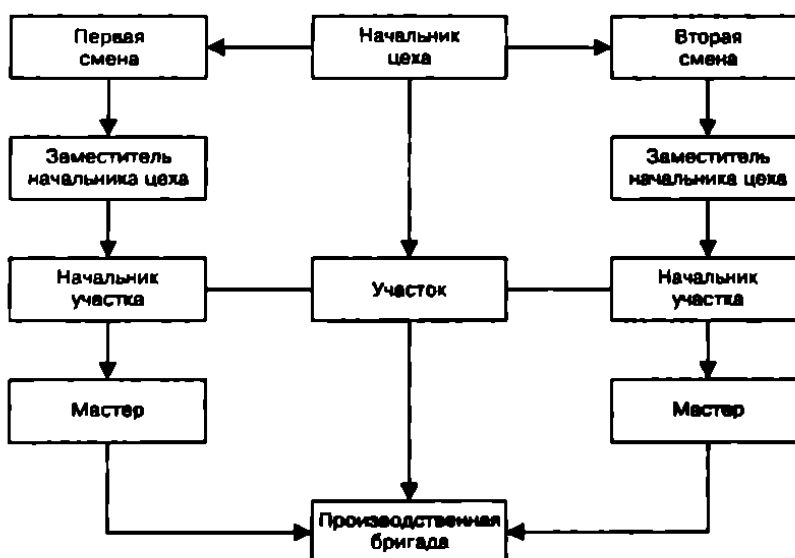 Первая
смена
Начальник
цеха
Вторая
смена
Заместитель
начальника цеха
Заместитель
начальника цеха
Начальник
участка
Участок
Начальник
участка
Мастер
Мастер
Производственная
бригада